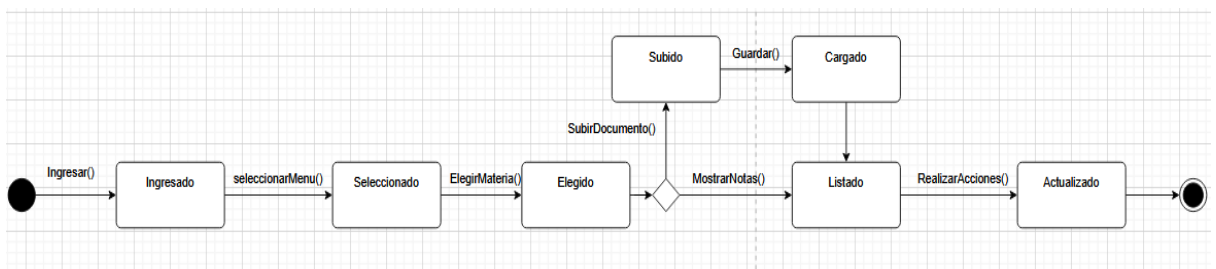 Subido
Guardar()
Cargado
SubirDocumento()
Ingresar()
Ingresado
seleccionarMenu()
Seleccionado
ElegirMateria()
Elegido
MostrarNotas()
Listado
RealizarAcciones()
Actualizado